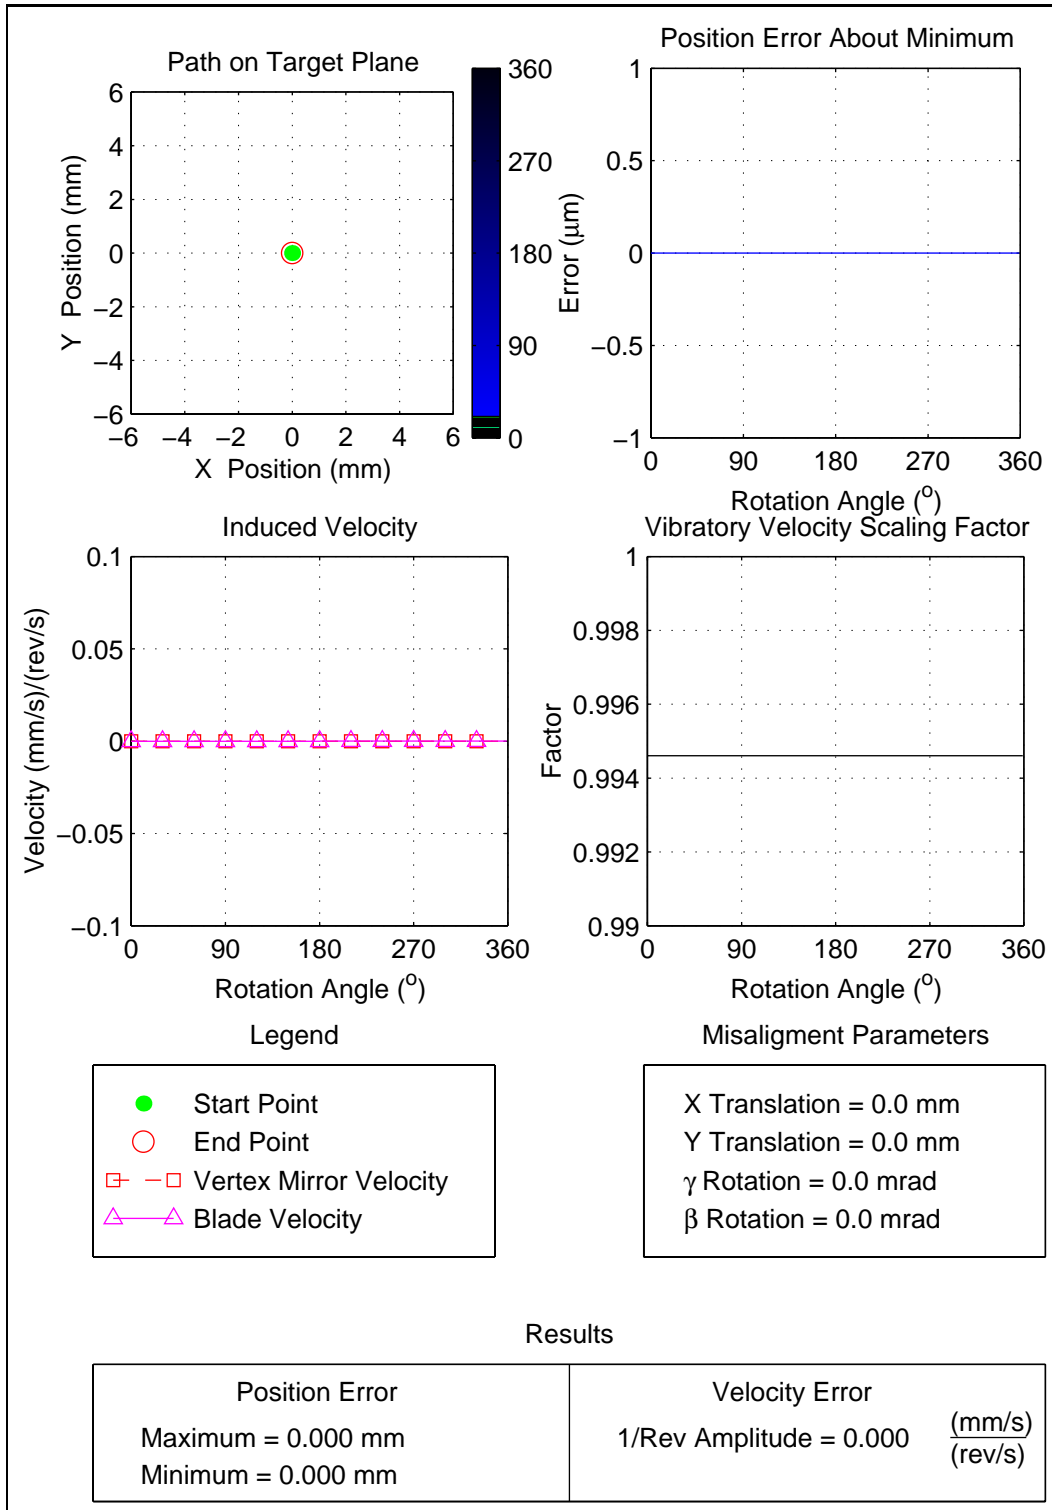 Path on Target Plane
6
4
2
0
−2
−4
−6
−6 −4 −2 0 2 4 6
X Position (mm)
Y Position (mm)
360
270
180
90
0
Position Error About Minimum
1
0.5
0
−0.5
−1
0 90 180 270 360
Rotation Angle (o)
Error (μm)
Induced Velocity
0.1
0.05
0
−0.05
−0.1
0 90 180 270 360
Rotation Angle (o)
Velocity (mm/s)/(rev/s)
Vibratory Velocity Scaling Factor
1
0.998
0.996
0.994
0.992
0.99
0 90 180 270 360
Rotation Angle (o)
Factor
Legend
Start Point
End Point
Vertex Mirror Velocity
Blade Velocity
Misaligment Parameters
X Translation = 0.0 mm
Y Translation = 0.0 mm
γ Rotation = 0.0 mrad
β Rotation = 0.0 mrad
Results
Position Error
Maximum = 0.000 mm
Minimum = 0.000 mm
Velocity Error
1/Rev Amplitude = 0.000 (mm/s)
(rev/s)